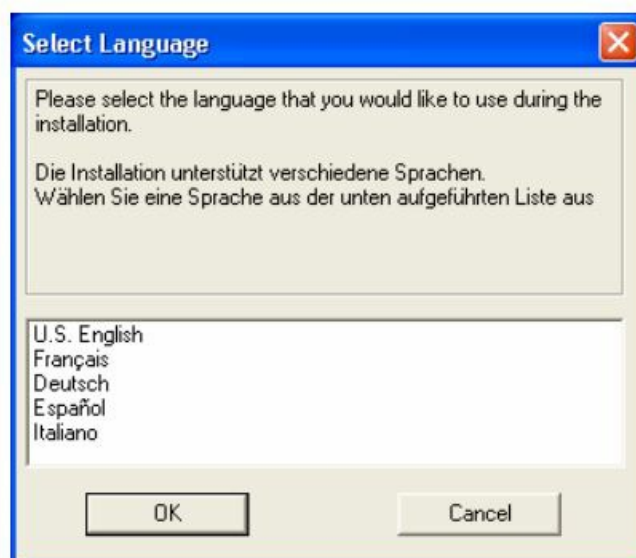 Select Language
Please select the language that you would like to use during the
installation.
Die Installation unterstützt verschiedene Sprachen.
Wählen Sie eine Sprache aus der unten aufgeführten Liste aus
U.S. English
Français
Deutsch
Español
Italiano
OK
Cancel